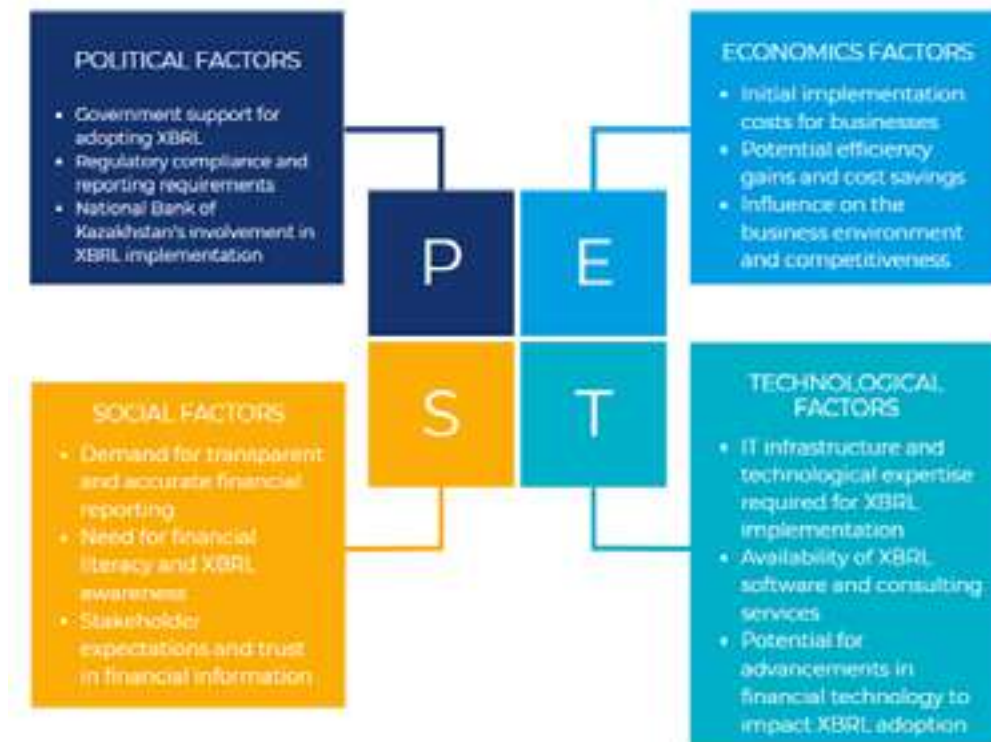 POLITICAL FACTORS
• Government support for
adopting XBRL
• Regulatory compliance and
reporting requirements
• National Bank of
Kazakhstan's involvement in
XBRL implementation
ECONOMICS FACTORS
• Initial implementation
costs for businesses
• Potential efficiency
gains and cost savings
• Influence on the
business environment
and competitiveness
P
E
S
T
SOCIAL FACTORS
• Demand for transparent
and accurate financial
reporting
• Need for financial
literacy and XBRL
awareness
• Stakeholder
expectations and trust
in financial information
TECHNOLOGICAL
FACTORS
• IT infrastructure and
technological expertise
required for XBRL
implementation
• Availability of XBRL
software and consulting
services
• Potential for
advancements in
financial technology to
impact XBRL adoption